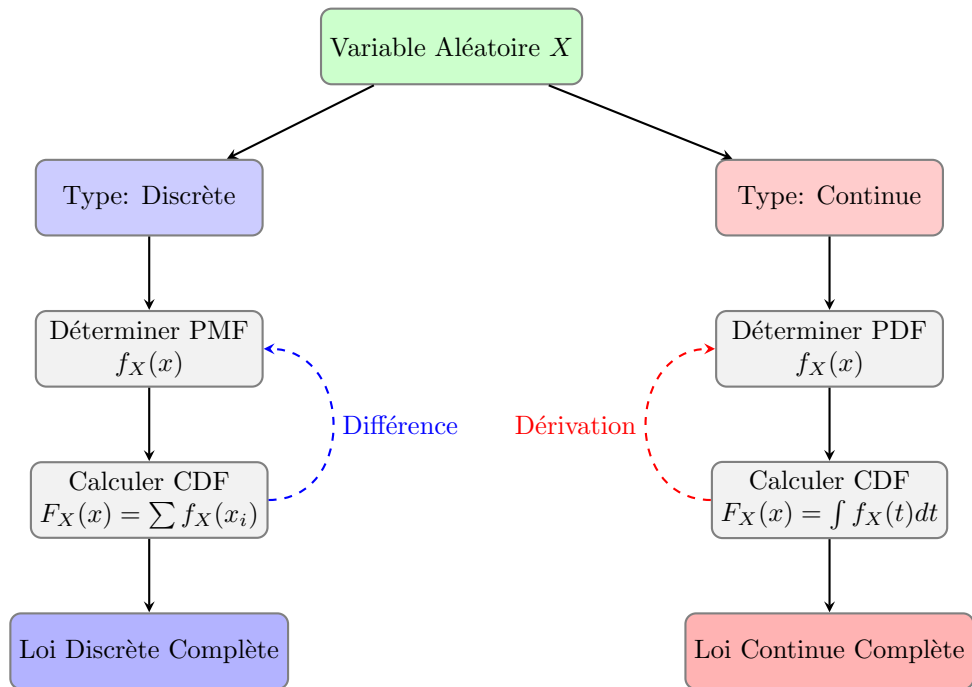 Variable Aléatoire X
Type: Discrète
Type: Continue
Déterminer PMF
f_X(x)
Déterminer PDF
f_X(x)
Différence
Dérivation
Calculer CDF
F_X(x) = ∑ f_X(x_i)
Calculer CDF
F_X(x) = ∫ f_X(t)dt
Loi Discrète Complète
Loi Continue Complète